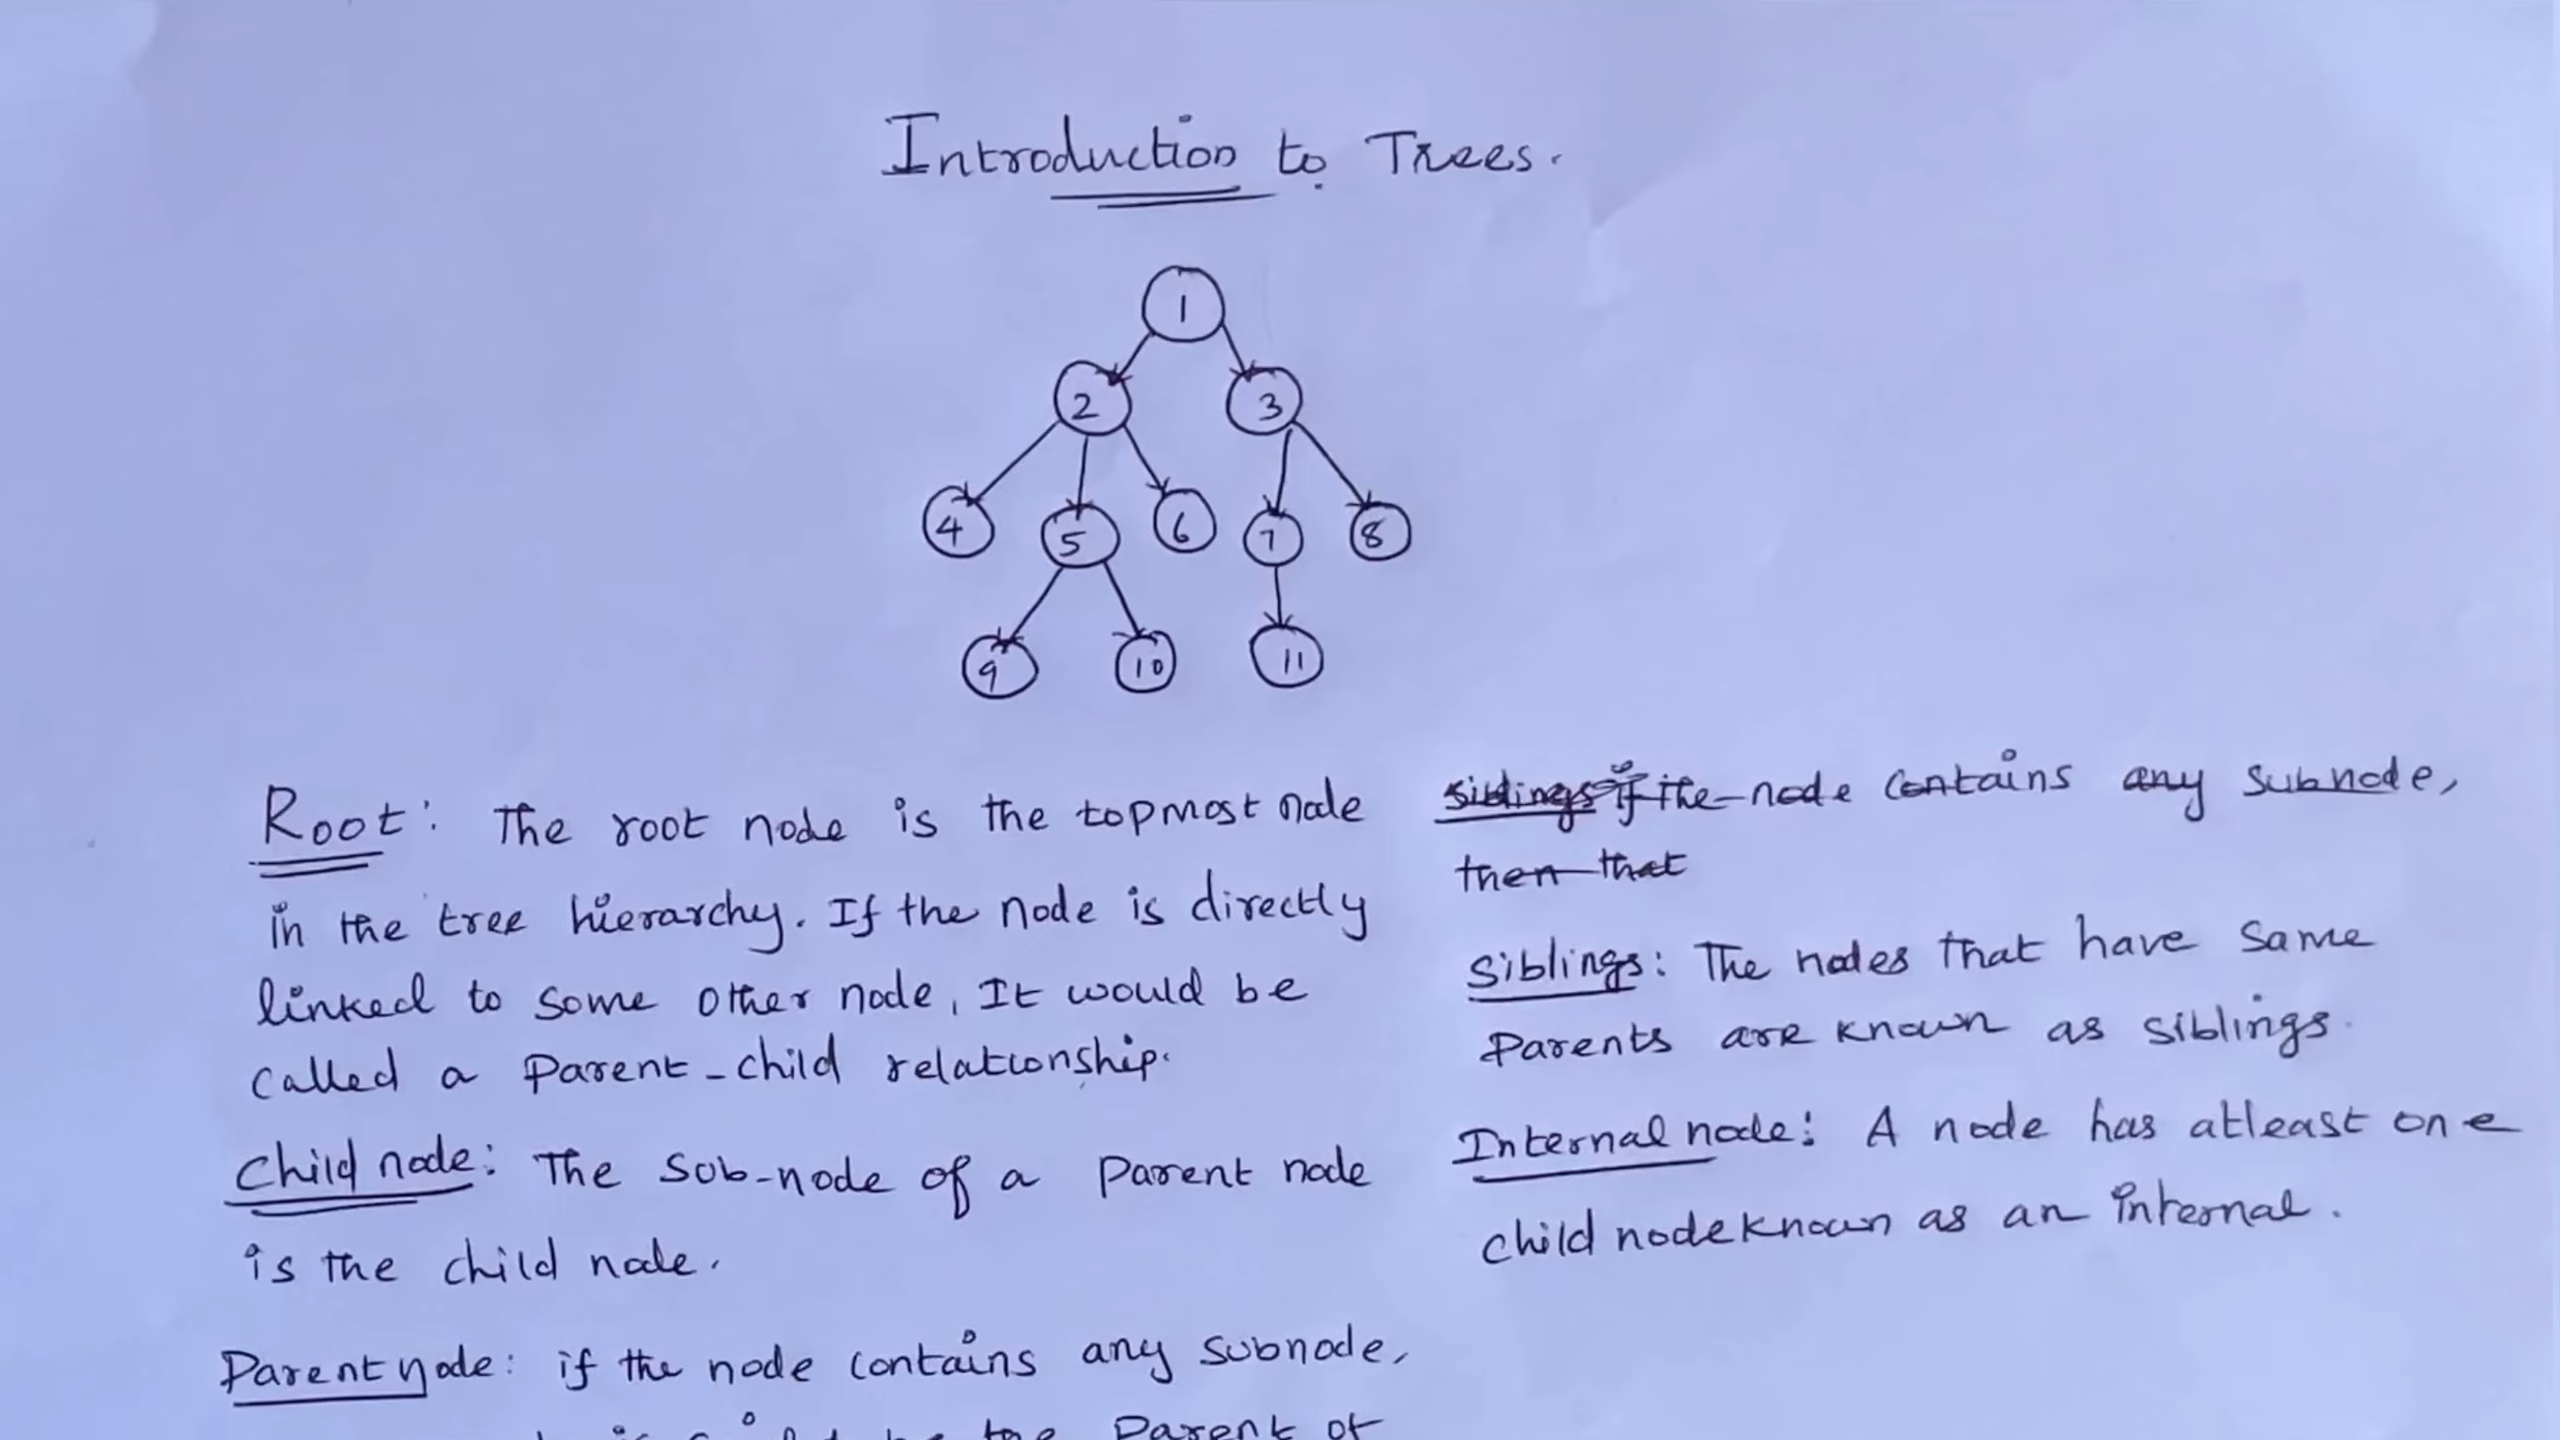 Introduction to Trees.
1
2 3
4 5 6 7 8
9 10 11
Root: The root node is the topmost node
in the tree hierarchy. If the node is directly
linked to some other node, It would be
called a Parent-child relationship.
Child node: The Sub-node of a Parent node
is the child node.
Parent node: if the node contains any subnode,
the Parent of
siblings if the node contains any subnode,
then that
Siblings: The nodes that have same
Parents are known as siblings.
Internal node: A node has atleast one
child node known as an internal.